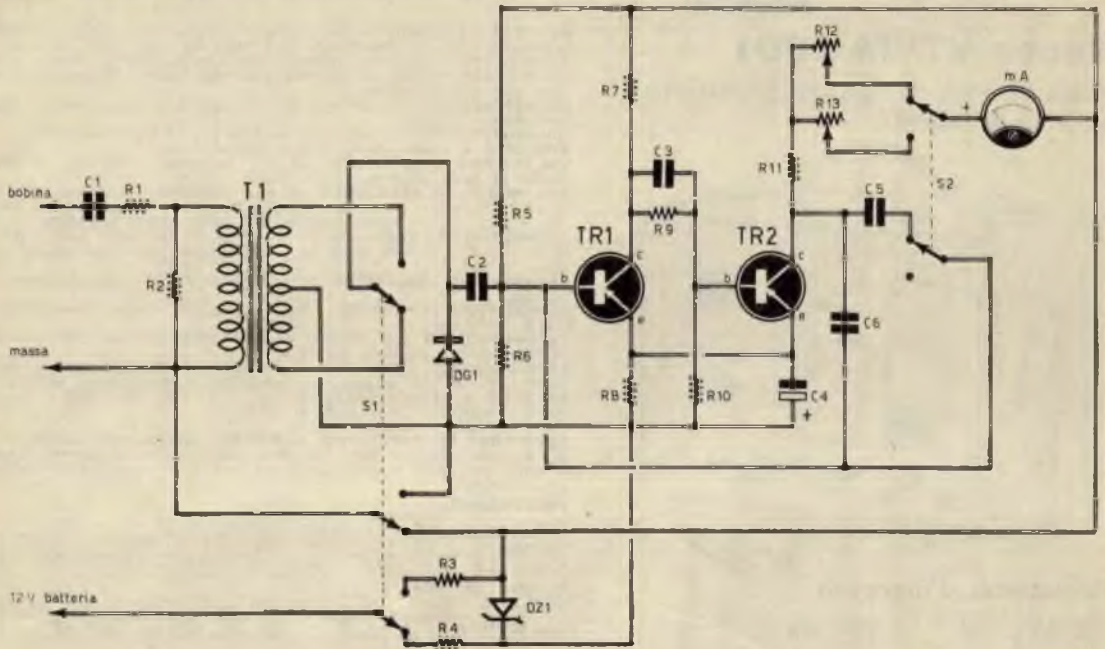 R12
mA
R7
R13
+
C3
S2
C1
R1
T1
R11
C5
bobina
R5
R9
TR1
TR2
c
c
C2
R2
b
b
e
e
C6
massa
R6
DG1
R8
R10
C4
+
S1
R3
12V batteria
DZ1
R4